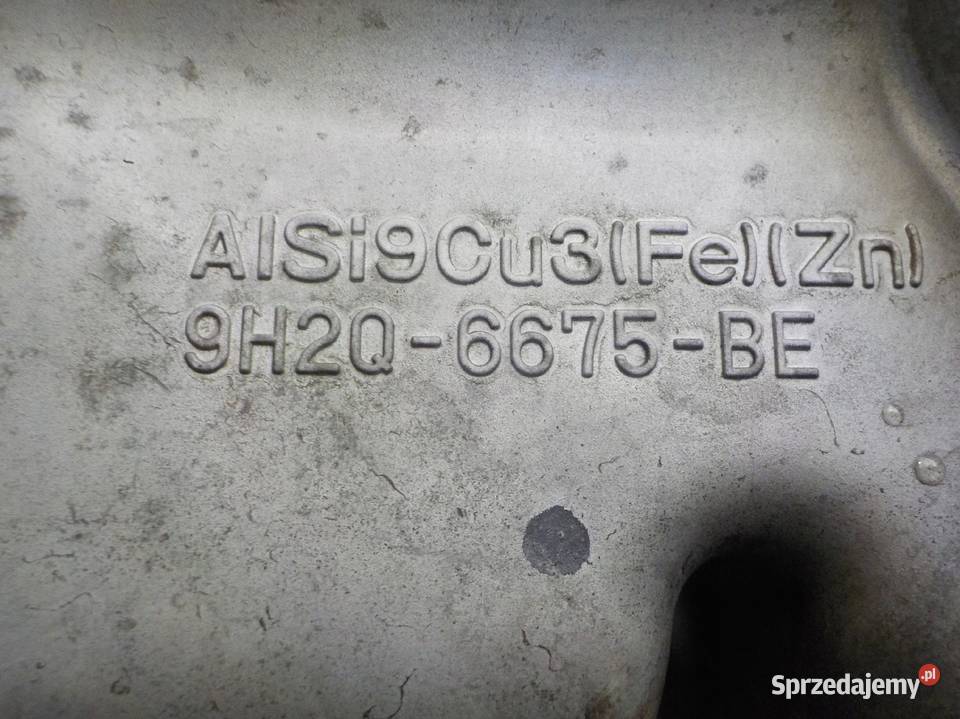 AlSi9Cu3(Fe)(Zn)
9H2Q-6675-BE
Sprzedajemy.pl